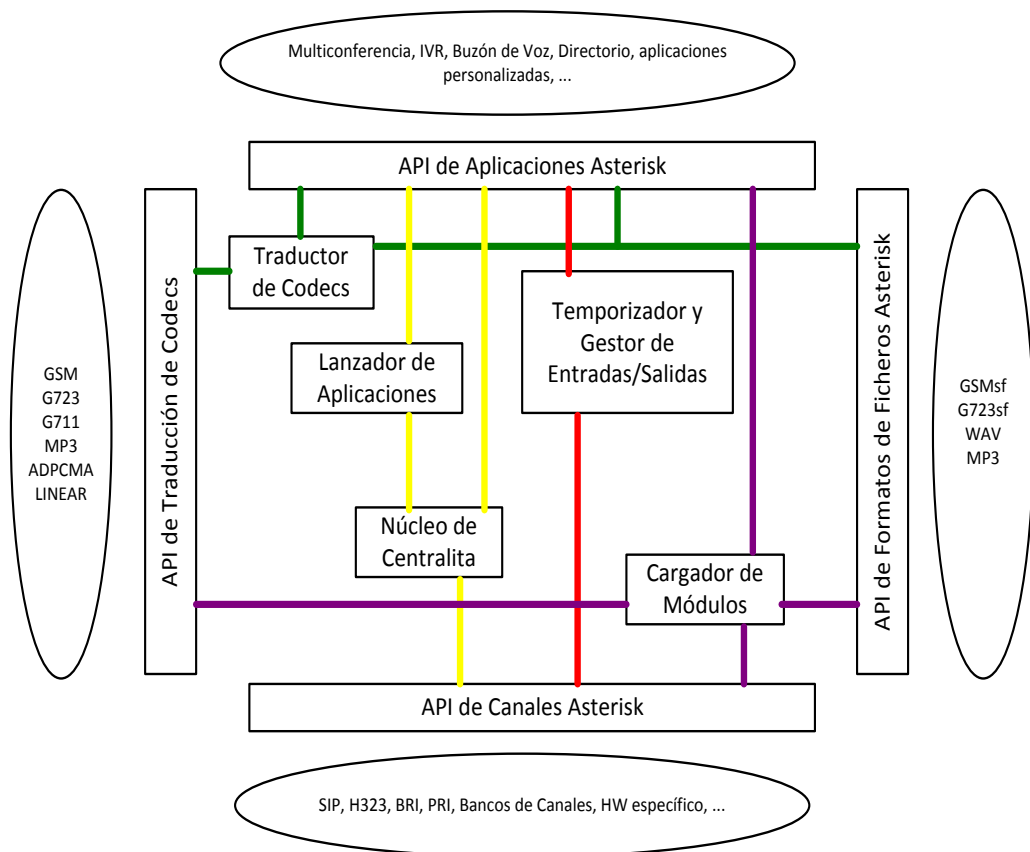 Multiconferencia, IVR, Buzón de Voz, Directorio, aplicaciones
personalizadas, ...
API de Aplicaciones Asterisk
API de Traducción de Codecs
Traductor
de Codecs
Temporizador y
Gestor de
Entradas/Salidas
Lanzador de
Aplicaciones
Núcleo de
Centralita
Cargador de
Módulos
API de Formatos de Ficheros Asterisk
GSM
G723
G711
MP3
ADPCMA
LINEAR
GSMsf
G723sf
WAV
MP3
API de Canales Asterisk
SIP, H323, BRI, PRI, Bancos de Canales, HW específico, ...